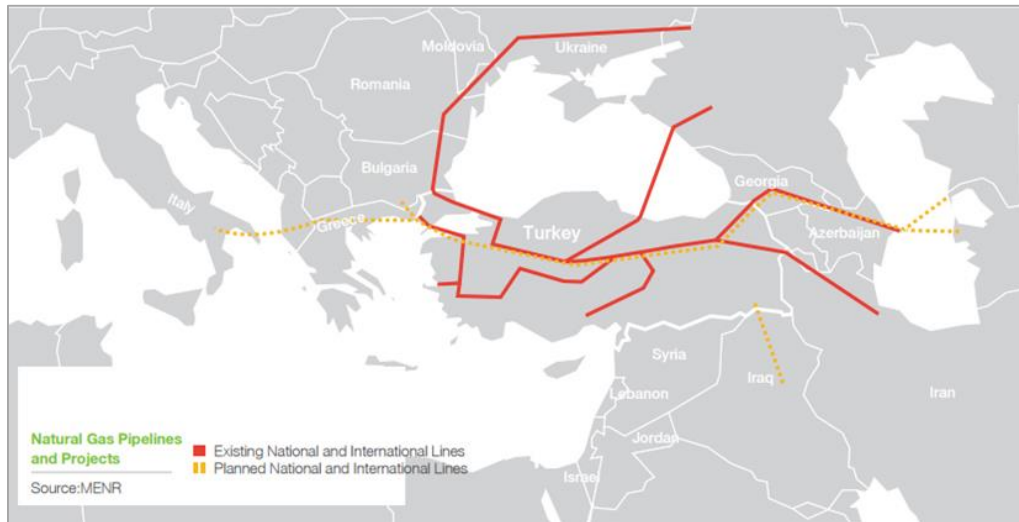 Moldovia
Ukraine
Romania
Bulgaria
Georgia
Italy
Greece
Turkey
Azerbaijan
Syria
Iraq
Iran
Lebanon
Jordan
Israel
Natural Gas Pipelines
and Projects
Existing National and International Lines
Planned National and International Lines
Source:MENR